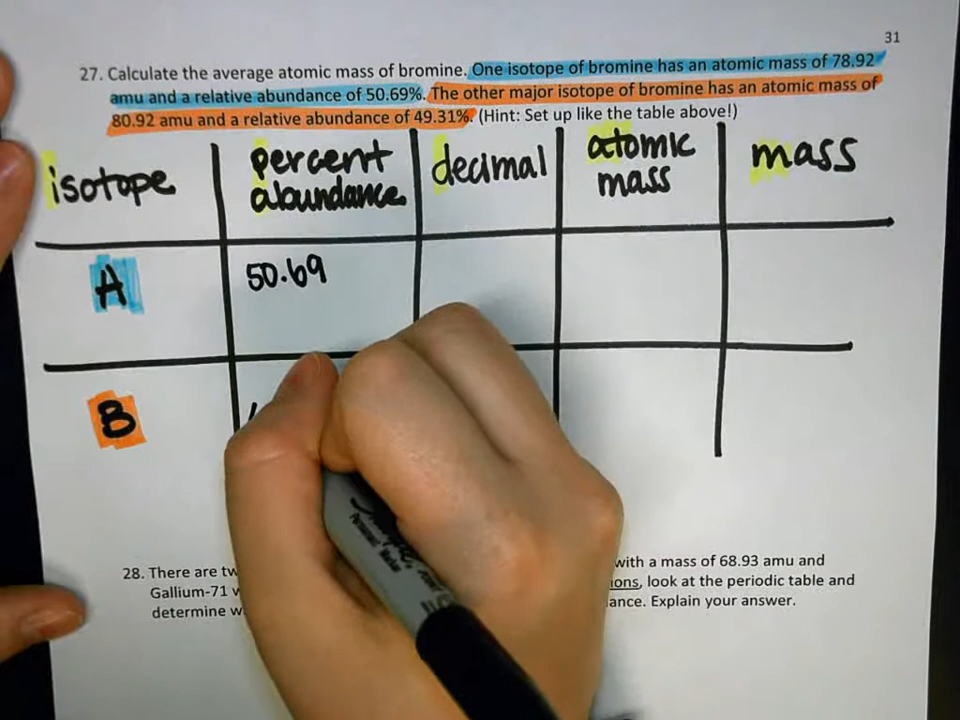 31
27. Calculate the average atomic mass of bromine. One isotope of bromine has an atomic mass of 78.92
amu and a relative abundance of 50.69%. The other major isotope of bromine has an atomic mass of
80.92 amu and a relative abundance of 49.31%. (Hint: Set up like the table above!)
isotope percent abundance decimal atomic mass mass
A 50.69
B
28. There are with a mass of 68.93 amu and
Gallium-71 look at the periodic table and
determine Explain your answer.